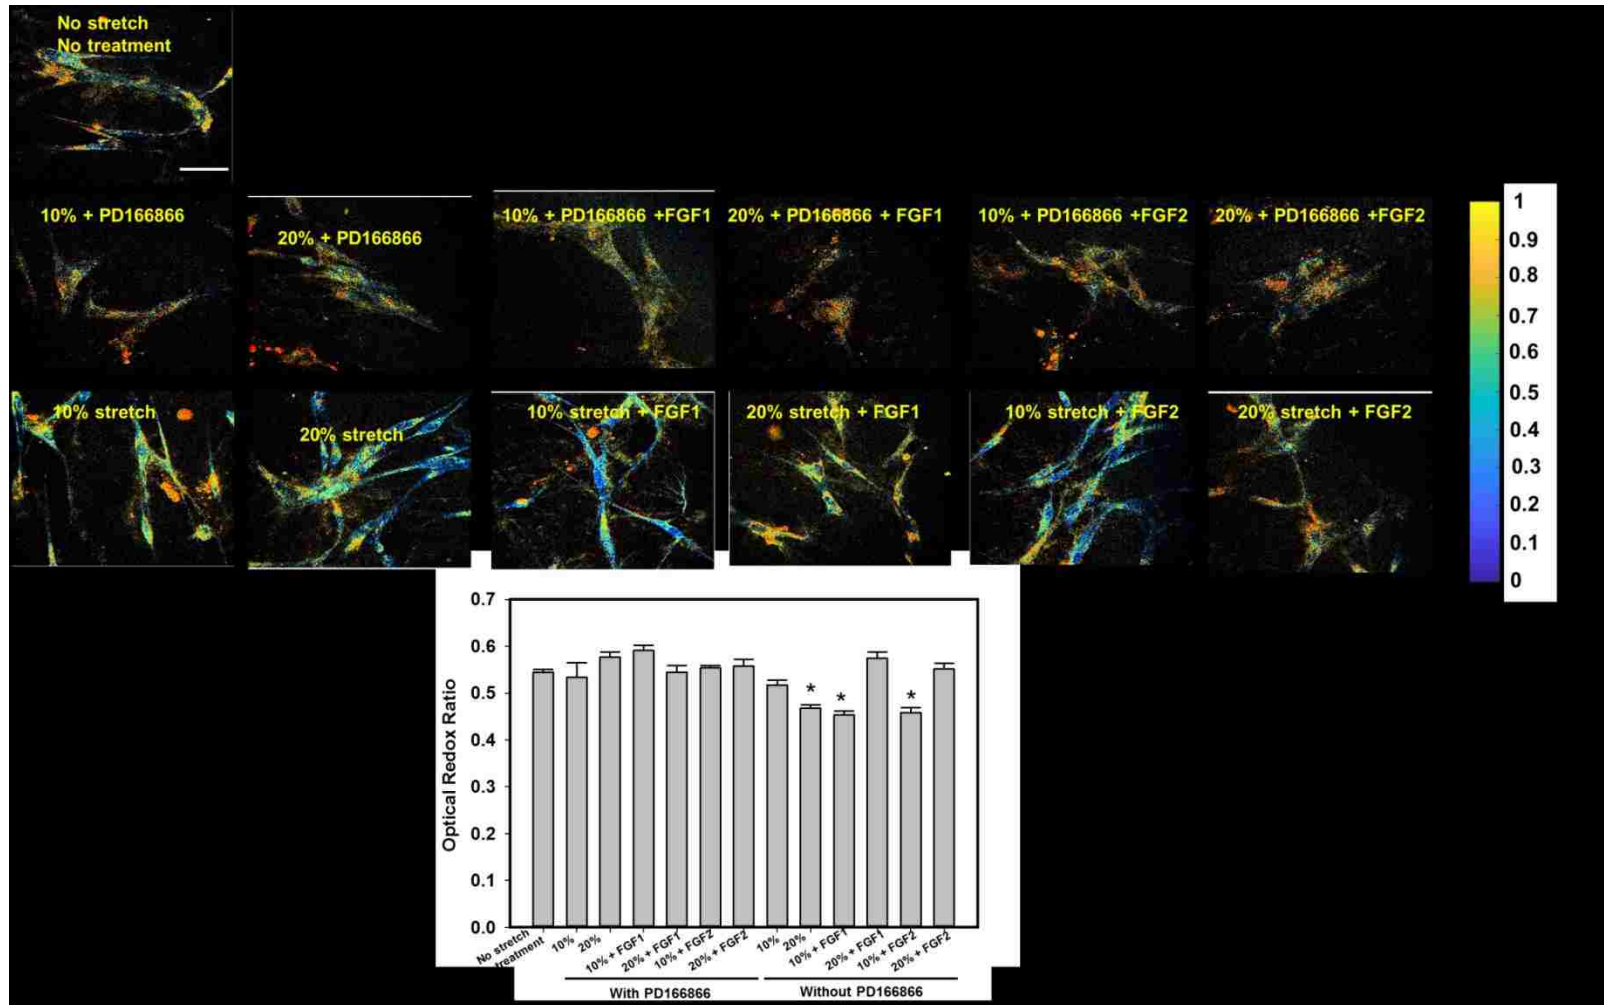 No stretch
No treatment
10% + PD166866
20% + PD166866
10% + PD166866 +FGF1
20% + PD166866 + FGF1
10% + PD166866 +FGF2
20% + PD166866 +FGF2
10% stretch
20% stretch
10% stretch + FGF1
20% stretch + FGF1
10% stretch + FGF2
20% stretch + FGF2
1
0.9
0.8
0.7
0.6
0.5
0.4
0.3
0.2
0.1
0
Optical Redox Ratio
0.7
0.6
0.5
0.4
0.3
0.2
0.1
0.0
* * *
No stretch
treatment
10%
20%
10% + FGF1
20% + FGF1
10% + FGF2
20% + FGF2
10%
20%
10% + FGF1
20% + FGF1
10% + FGF2
20% + FGF2
With PD166866
Without PD166866